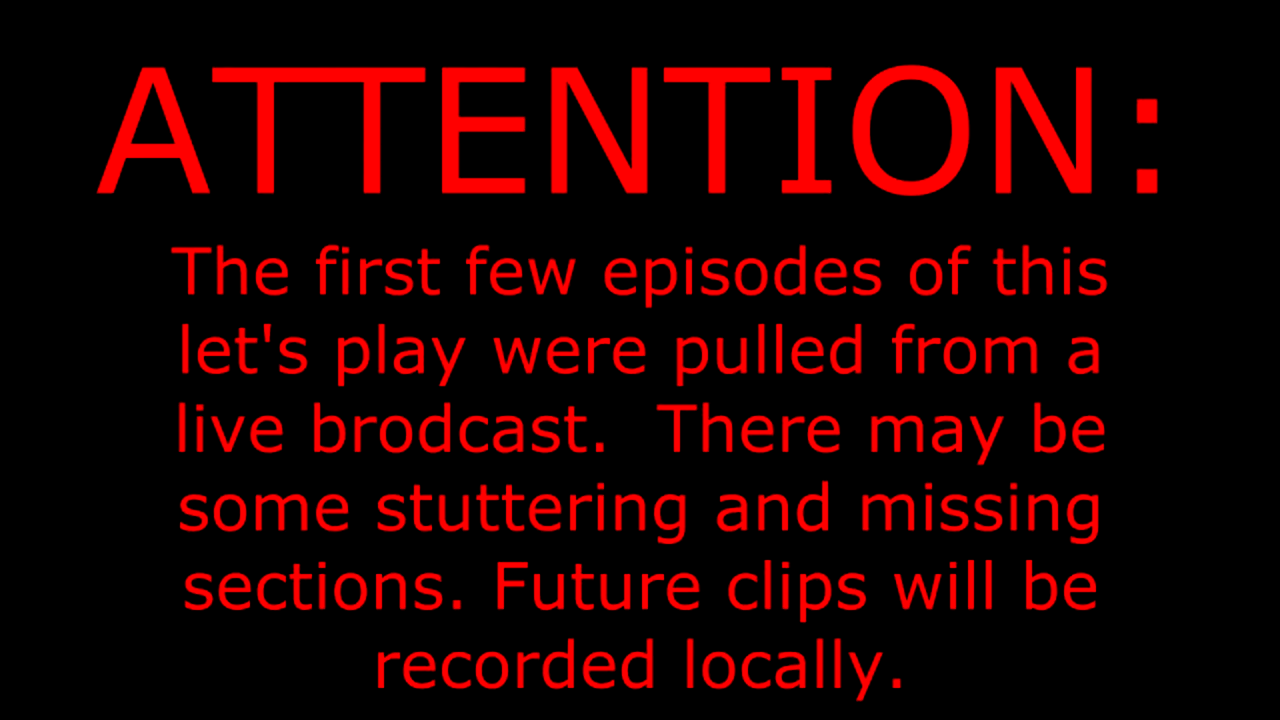 ATTENTION:
The first few episodes of this
let's play were pulled from a
live brodcast.  There may be
some stuttering and missing
sections. Future clips will be
recorded locally.